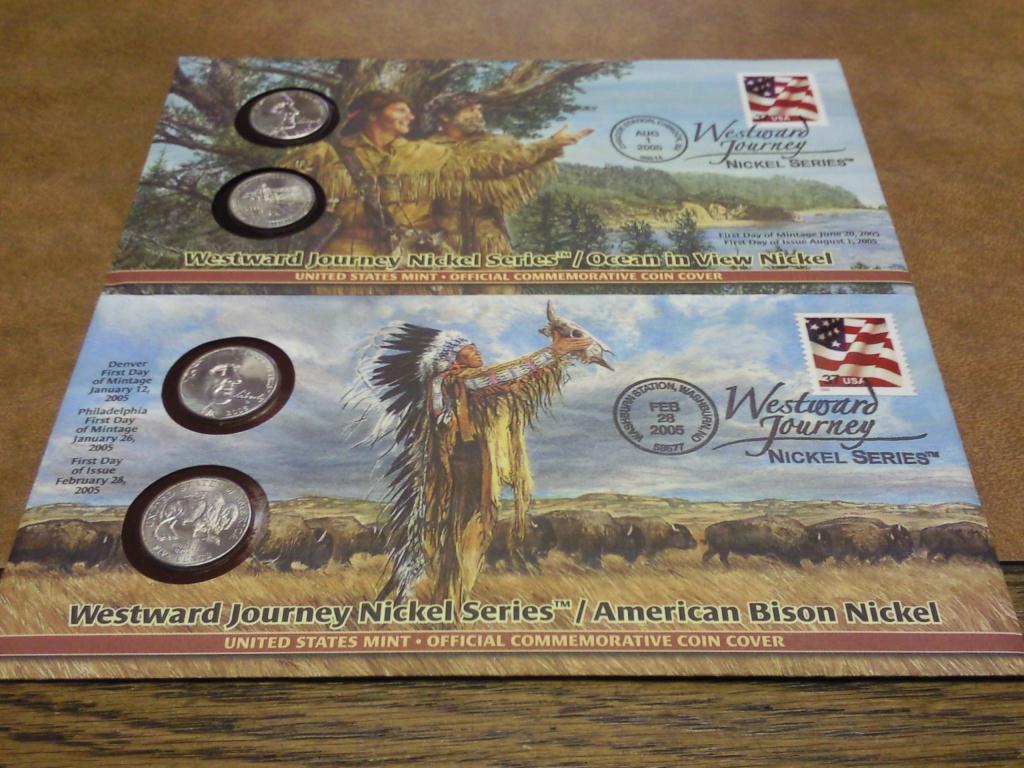 USA
AUG
1
2005
Westward
Journey
NICKEL SERIES™
First Day of Mintage June 20, 2005
First Day of Issue August 1, 2005
Westward Journey Nickel Series™ / Ocean in View Nickel
UNITED STATES MINT • OFFICIAL COMMEMORATIVE COIN COVER
Denver
First Day
of Mintage
January 12,
2005
Philadelphia
First Day
of Mintage
January 26,
2005
First Day
of Issue
February 28,
2005
Liberty
2005
37 USA
WASHBURN STATION, WASHBURN, ND
FEB
28
2005
58577
Westward
Journey
NICKEL SERIES™
Westward Journey Nickel Series™ / American Bison Nickel
UNITED STATES MINT • OFFICIAL COMMEMORATIVE COIN COVER